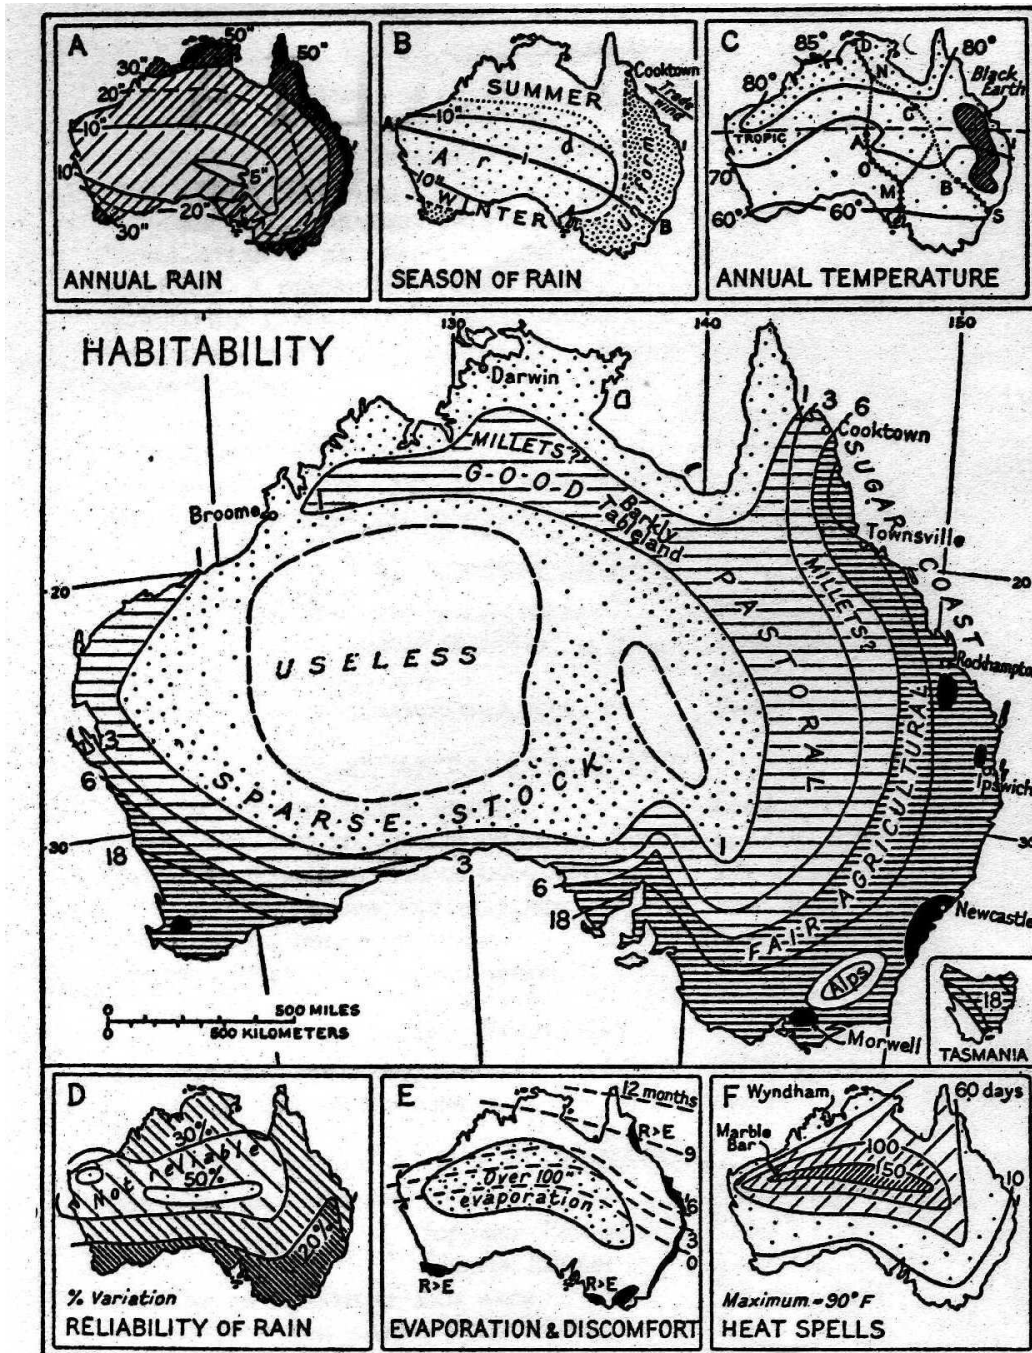 A
50"
50"
30"
20"
10"
10"
5"
20"
30"
ANNUAL RAIN
B
Cooktown
Trade
Wind
SUMMER
10"
A
Arid
Uniform
10"
WINTER
B
SEASON OF RAIN
C
85°
D
80°
N
80°
Black
Earth
C
TROPIC
A
O
70°
M
B
60°
60°
S
ANNUAL TEMPERATURE
HABITABILITY
130
140
150
Darwin
1 3 6
Cooktown
MILLETS?
SUGAR COAST
G-O-O-D
Barkly
Tableland
Broome
Townsville
20
20
PASTORAL
MILLETS?
USELESS
Rockhampton
SPARSE STOCK
FAIR AGRICULTURAL
Ipswich
1
3
6
18
30
30
3
1
6
18
Newcastle
Alps
Morwell
0 500 MILES
0 500 KILOMETERS
18
TASMANIA
D
30%
Not reliable
50%
20%
% Variation
RELIABILITY OF RAIN
E
12 months
R>E
9
Over 100"
evaporation
6
3
0
R>E
R>E
EVAPORATION & DISCOMFORT
F
Wyndham
60 days
Marble
Bar
100
150
10
Maximum = 90° F
HEAT SPELLS